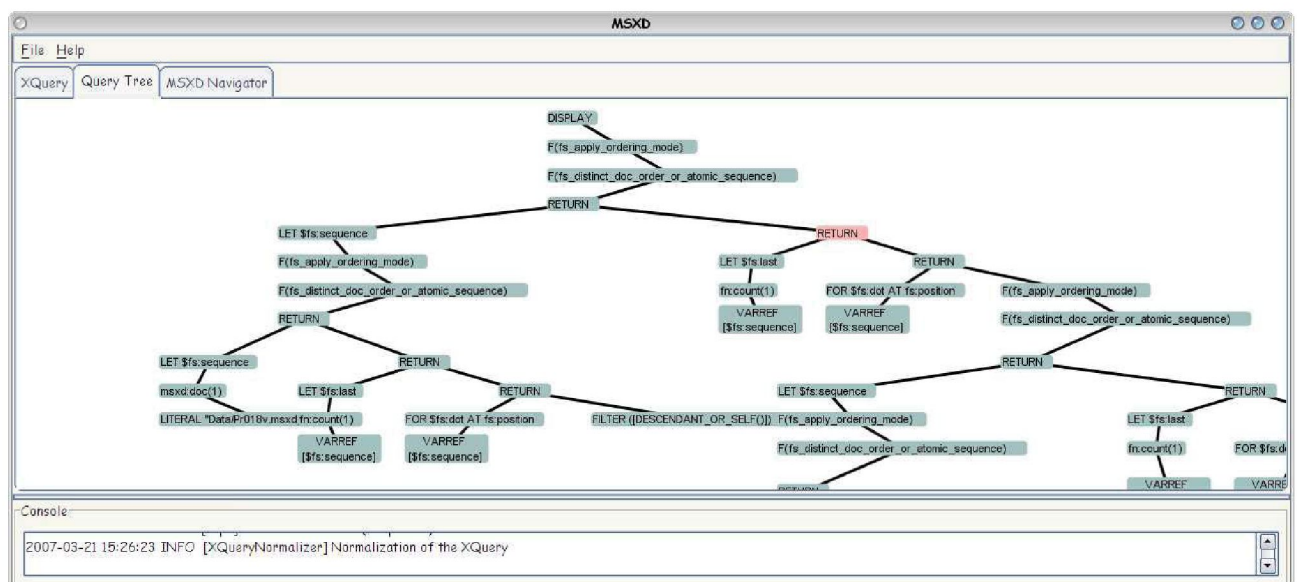 MSXD
File Help
XQuery Query Tree MSXD Navigator
DISPLAY
F(fs_apply_ordering_mode)
F(fs_distinct_doc_order_or_atomic_sequence)
RETURN
LET $fs:sequence RETURN
F(fs_apply_ordering_mode) LET $fs:last RETURN
F(fs_distinct_doc_order_or_atomic_sequence) fn:count(1) FOR $fs:dot AT fs:position F(fs_apply_ordering_mode)
RETURN VARREF VARREF F(fs_distinct_doc_order_or_atomic_sequence)
[$fs:sequence] [$fs:sequence]
LET $fs:sequence RETURN RETURN
msxd:doc(1) LET $fs:last RETURN LET $fs:sequence RETURN
LITERAL "Data/Pr018v.msxd fn:count(1) FOR $fs:dot AT fs:position FILTER ([DESCENDANT_OR_SELF()]) F(fs_apply_ordering_mode) LET $fs:last
VARREF VARREF F(fs_distinct_doc_order_or_atomic_sequence) fn:count(1) FOR $fs:d
[$fs:sequence] [$fs:sequence]
VARREF VARRE
Console
2007-03-21 15:26:23 INFO [XQueryNormalizer] Normalization of the XQuery